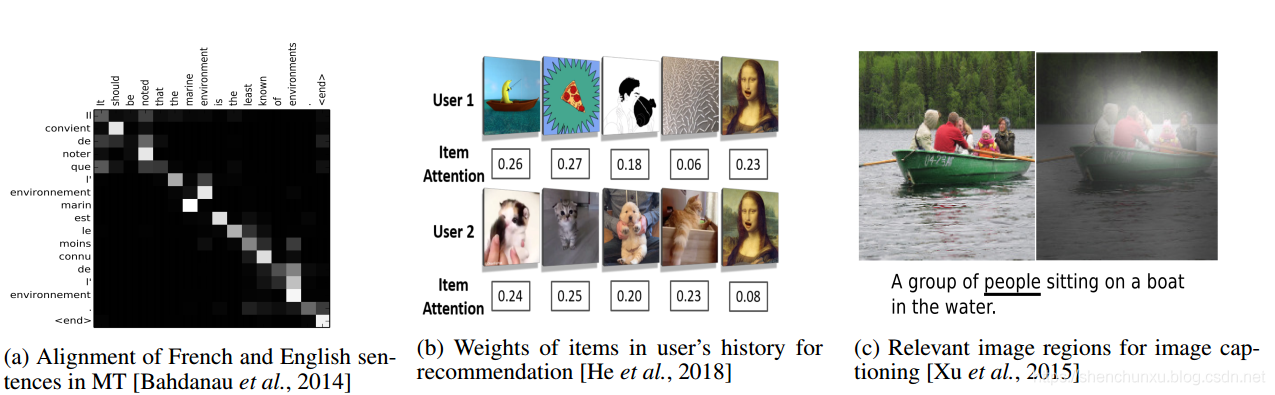 It
should
be
noted
that
the
marine
environment
is
the
least
known
of
environments
.
<end>
Il
convient
de
noter
que
l'
environnement
marin
est
le
moins
connu
de
l'
environnement
.
<end>
(a) Alignment of French and English sen-
tences in MT [Bahdanau et al., 2014]
User 1
Item
Attention
0.26 0.27 0.18 0.06 0.23
User 2
Item
Attention
0.24 0.25 0.20 0.23 0.08
(b) Weights of items in user's history for
recommendation [He et al., 2018]
A group of people sitting on a boat
in the water.
(c) Relevant image regions for image cap-
tioning [Xu et al., 2015]